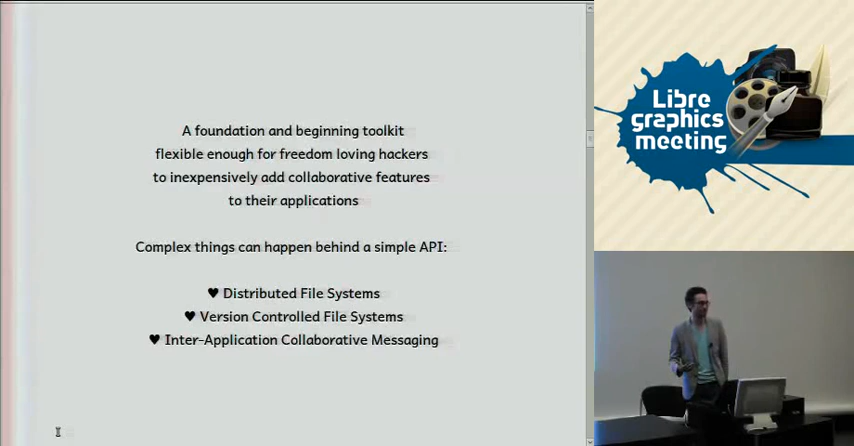 A foundation and beginning toolkit
flexible enough for freedom loving hackers
to inexpensively add collaborative features
to their applications
Complex things can happen behind a simple API:
♥ Distributed File Systems
♥ Version Controlled File Systems
♥ Inter-Application Collaborative Messaging
Libre
graphics
meeting